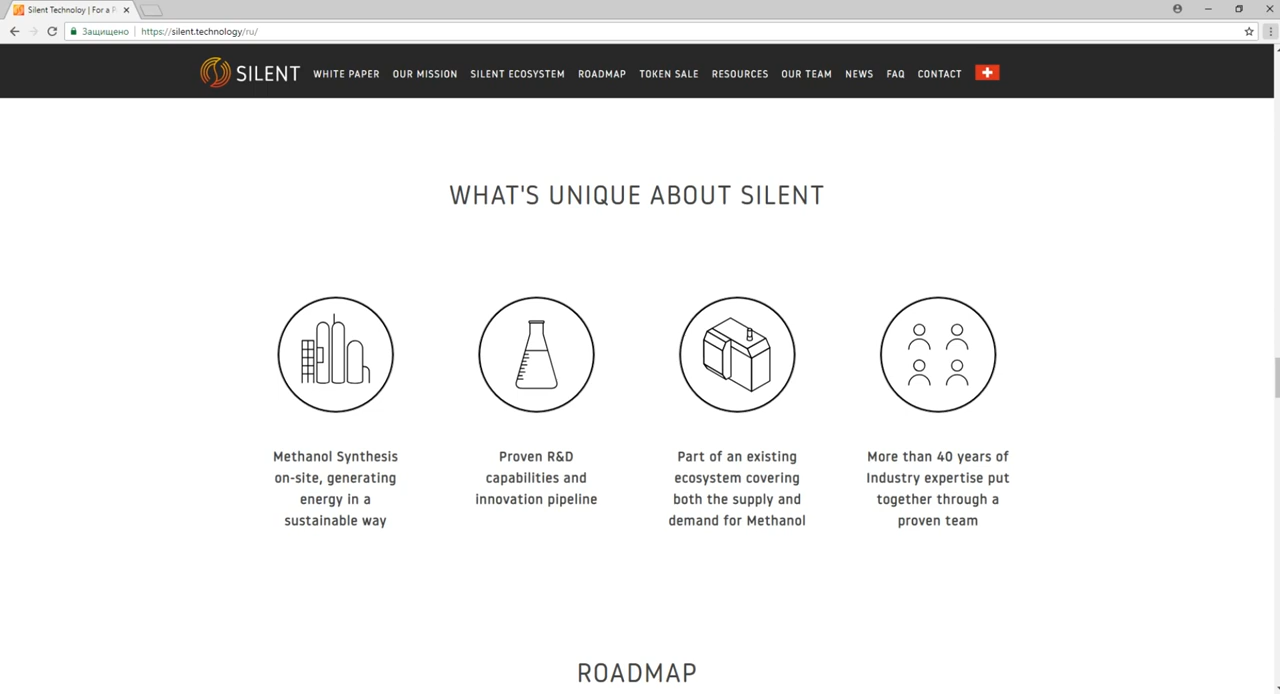 Silent Technoloy | For a P
Защищено
https://silent.technology/ru/
SILENT
WHITE PAPER
OUR MISSION
SILENT ECOSYSTEM
ROADMAP
TOKEN SALE
RESOURCES
OUR TEAM
NEWS
FAQ
CONTACT
WHAT'S UNIQUE ABOUT SILENT
Methanol Synthesis
on-site, generating
energy in a
sustainable way
Proven R&D
capabilities and
innovation pipeline
Part of an existing
ecosystem covering
both the supply and
demand for Methanol
More than 40 years of
Industry expertise put
together through a
proven team
ROADMAP